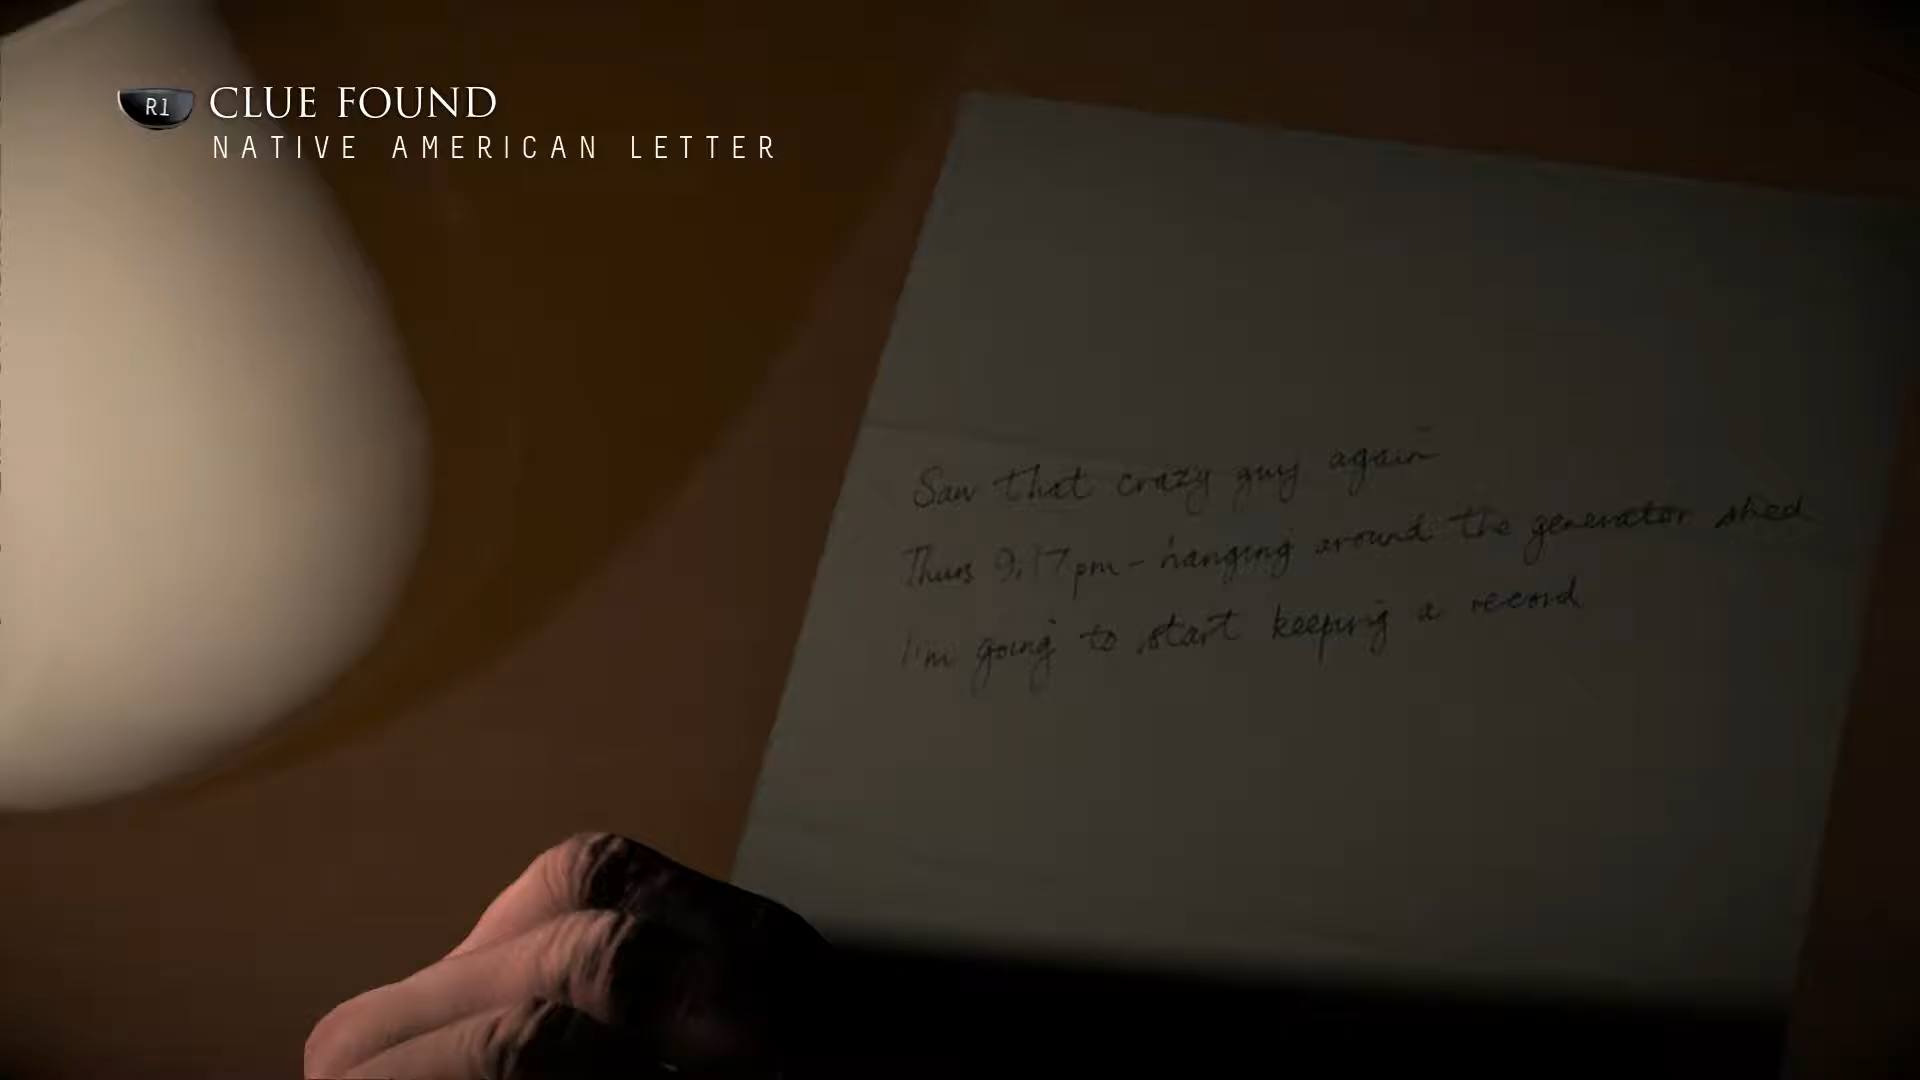 R1
CLUE FOUND
NATIVE AMERICAN LETTER
Saw that crazy guy again
Thurs 9:17pm - hanging around the generator shed
I'm going to start keeping a record